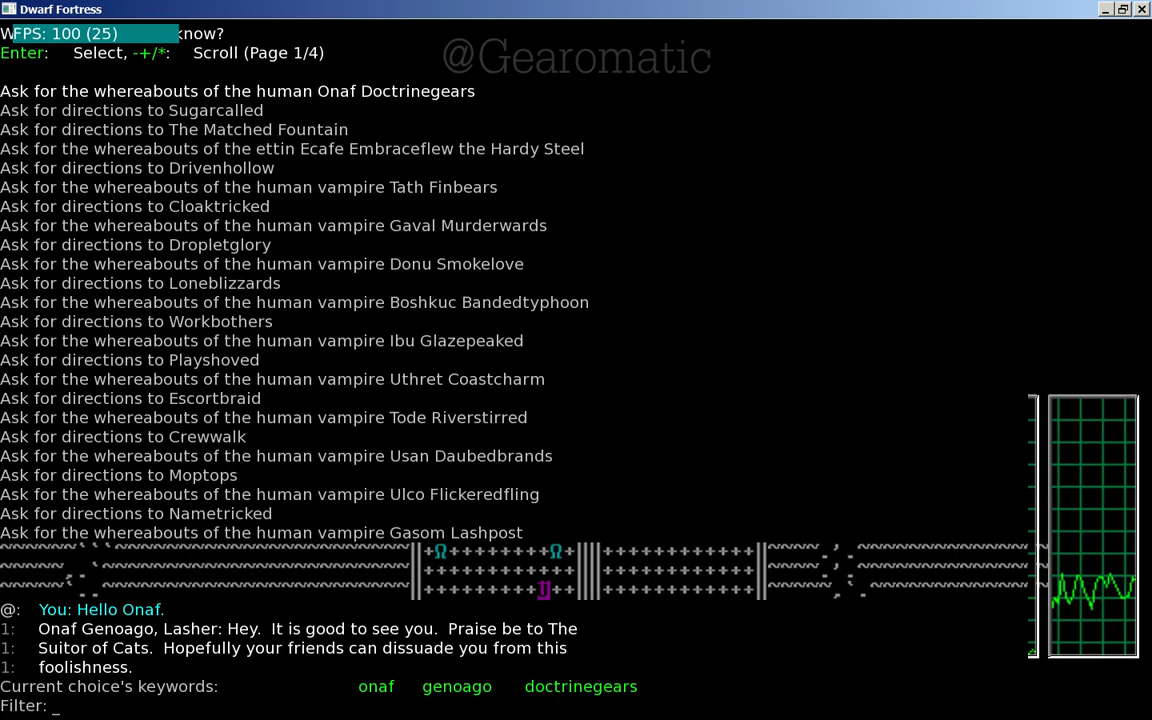 Dwarf Fortress
FPS: 100 (25) know?
@Gearomatic
Enter: Select, -+/*: Scroll (Page 1/4)
Ask for the whereabouts of the human Onaf Doctrinegears
Ask for directions to Sugarcalled
Ask for directions to The Matched Fountain
Ask for the whereabouts of the ettin Ecafe Embraceflew the Hardy Steel
Ask for directions to Drivenhollow
Ask for the whereabouts of the human vampire Tath Finbears
Ask for directions to Cloaktricked
Ask for the whereabouts of the human vampire Gaval Murderwards
Ask for directions to Dropletglory
Ask for the whereabouts of the human vampire Donu Smokelove
Ask for directions to Loneblizzards
Ask for the whereabouts of the human vampire Boshkuc Bandedtyphoon
Ask for directions to Workbothers
Ask for the whereabouts of the human vampire Ibu Glazepeaked
Ask for directions to Playshoved
Ask for the whereabouts of the human vampire Uthret Coastcharm
Ask for directions to Escortbraid
Ask for the whereabouts of the human vampire Tode Riverstirred
Ask for directions to Crewwalk
Ask for the whereabouts of the human vampire Usan Daubedbrands
Ask for directions to Moptops
Ask for the whereabouts of the human vampire Ulco Flickeredfling
Ask for directions to Nametricked
Ask for the whereabouts of the human vampire Gasom Lashpost
@: You: Hello Onaf.
1: Onaf Genoago, Lasher: Hey. It is good to see you. Praise be to The
1: Suitor of Cats. Hopefully your friends can dissuade you from this
1: foolishness.
Current choice's keywords: onaf genoago doctrinegears
Filter: _